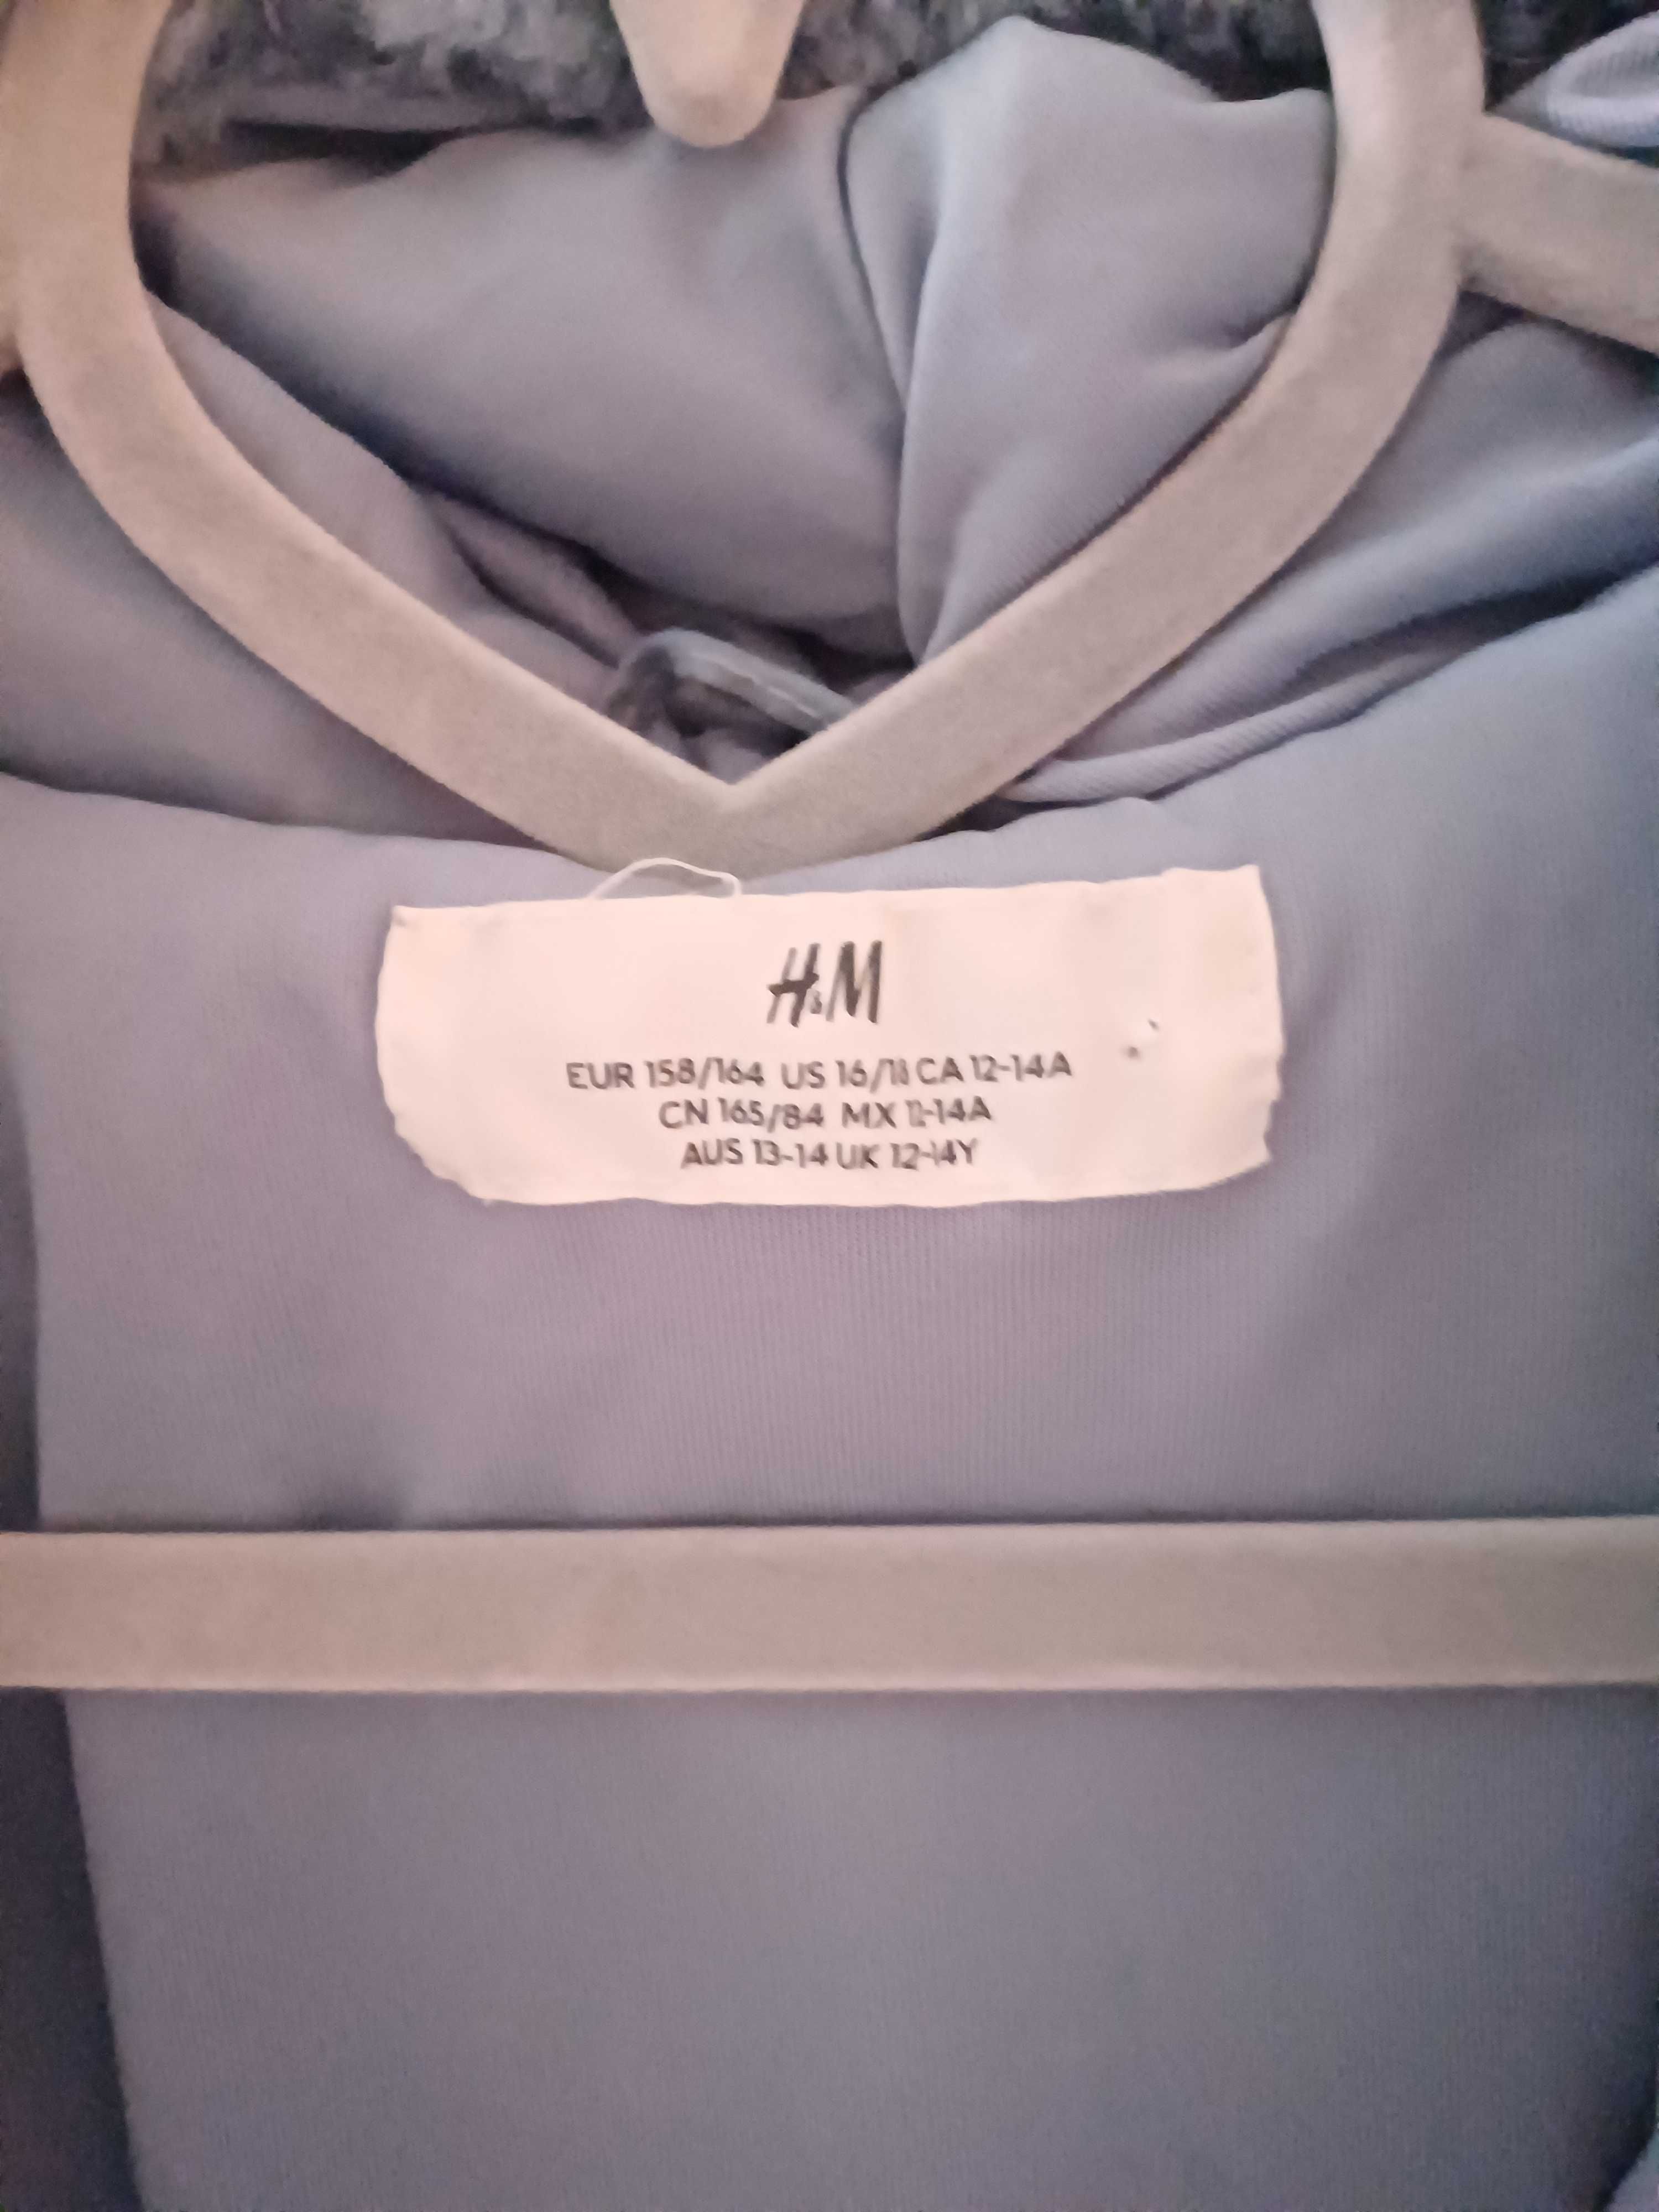 H&M
EUR 158/164 US 16/18 CA 12-14A
CN 165/84 MX 12-14A
AUS 13-14 UK 12-14Y